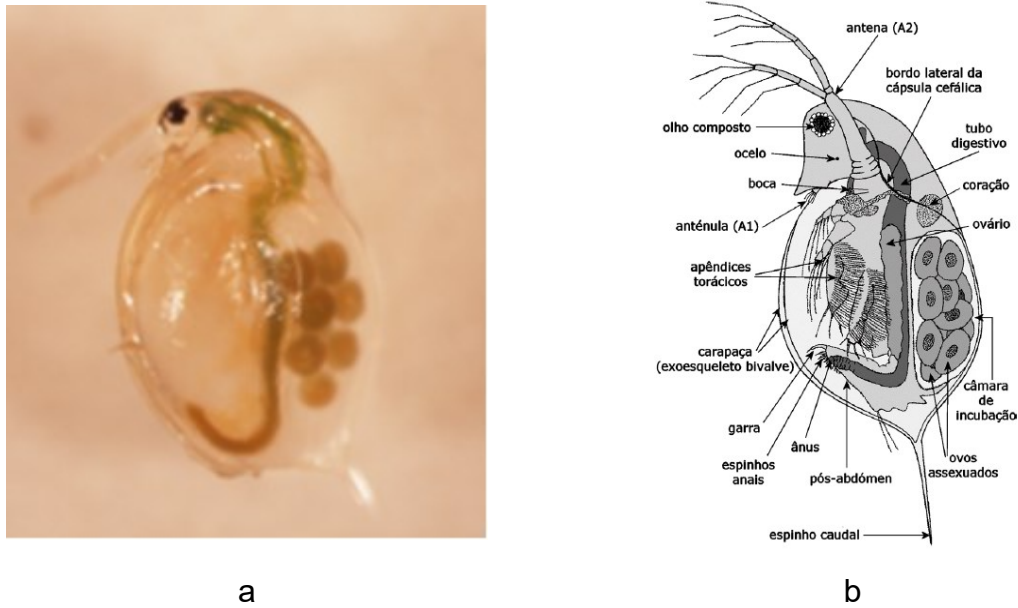 antena (A2)
bordo lateral da
cápsula cefálica
olho composto
tubo
digestivo
ocelo
coração
boca
anténula (A1)
ovário
apêndices
torácicos
carapaça
(exoesqueleto bivalve)
câmara
de
incubação
garra
ânus
ovos
assexuados
espinhos
anais
pós-abdómen
espinho caudal
a
b